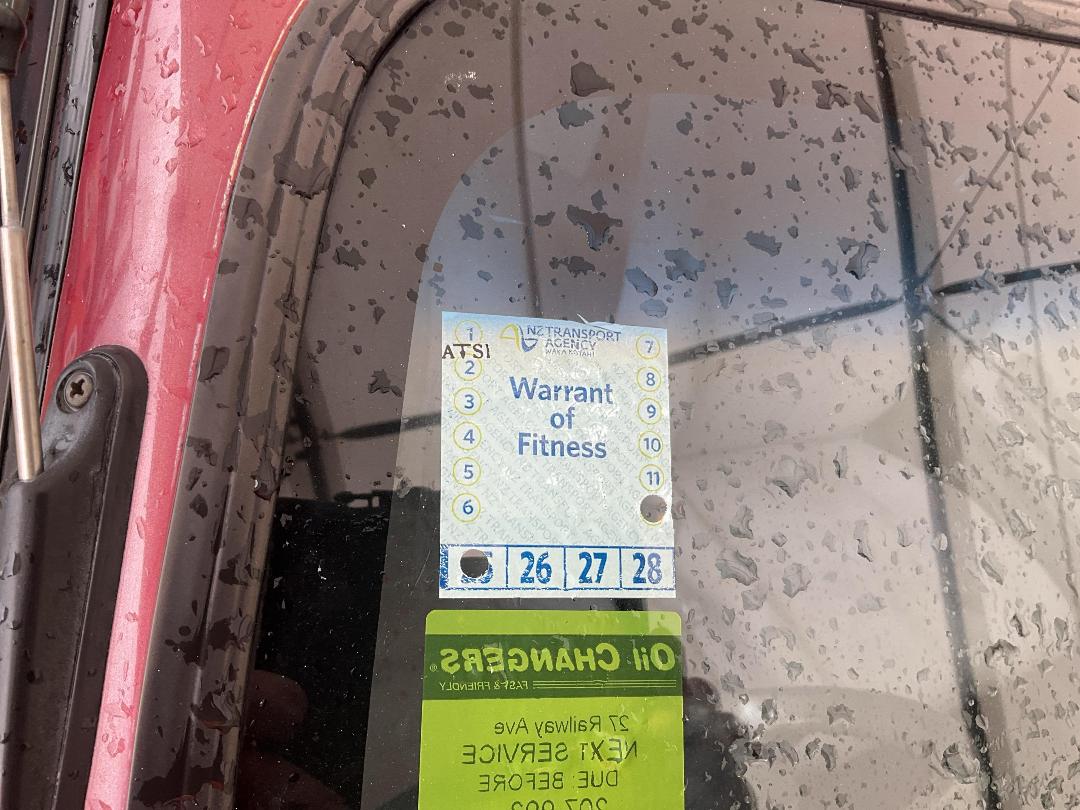 1
ATSI
2
3
4
5
6
NZ TRANSPORT
AGENCY
WAKA KOTAHI
Warrant
of
Fitness
7
8
9
10
11
26 27 28
Oil CHANGERS®
FAST & FRIENDLY
27 Railway Ave
NEXT SERVICE
DUE: BEFORE